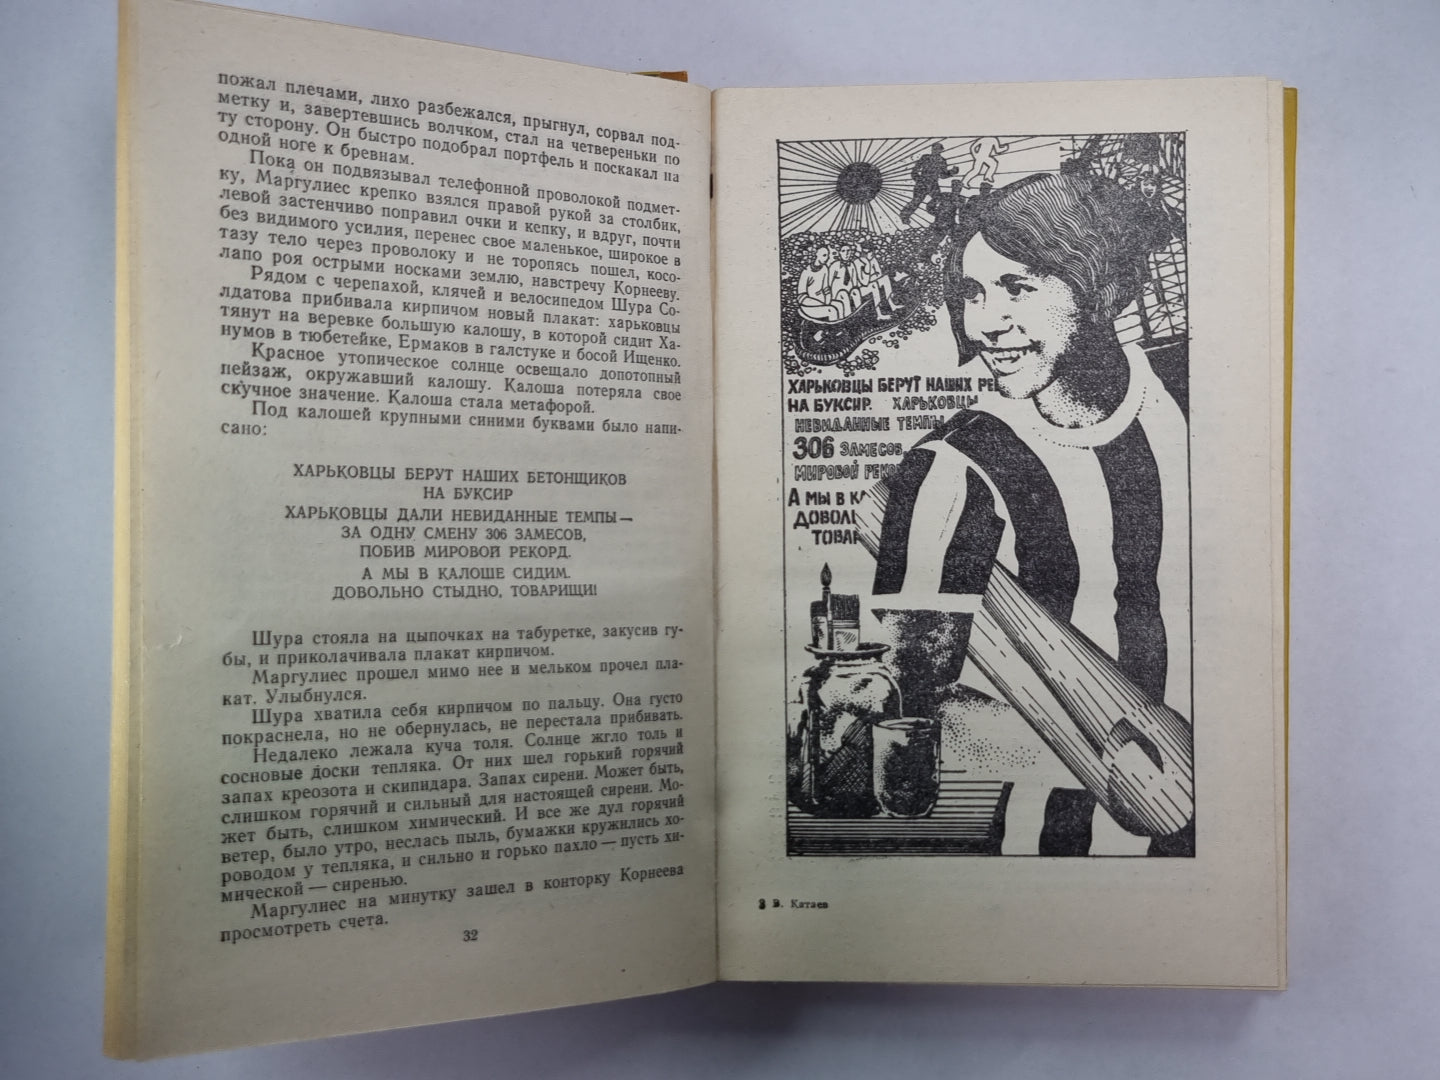 пожал плечами, лихо разбежался, прыгнул, сорвал под-
метку и, завертевшись волчком, стал на четвереньки по
ту сторону. Он быстро подобрал портфель и поскакал на
одной ноге к бревнам.
Пока он подвязывал телефонной проволокой подмет-
ку, Маргулиес крепко взялся правой рукой за столбик,
левой застенчиво поправил очки и кепку, и вдруг, почти
без видимого усилия, перенес свое маленькое, широкое в
тазу тело через проволоку и не торопясь пошел, косо-
лапо роя острыми носками землю, навстречу Корнееву.
Рядом с черепахой, клячей и велосипедом Шура Со-
лдатова прибивала кирпичом новый плакат: харьковцы
тянут на веревке большую калошу, в которой сидит Ха-
нумов в тюбетейке, Ермаков в галстуке и босой Ищенко.
Красное утопическое солнце освещало допотопный
пейзаж, окружавший калошу. Калоша потеряла свое
скучное значение. Калоша стала метафорой.
Под калошей крупными синими буквами было напи-
сано:
ХАРЬКОВЦЫ БЕРУТ НАШИХ БЕТОНЩИКОВ
НА БУКСИР
ХАРЬКОВЦЫ ДАЛИ НЕВИДАННЫЕ ТЕМПЫ —
ЗА ОДНУ СМЕНУ 306 ЗАМЕСОВ,
ПОБИВ МИРОВОЙ РЕКОРД.
А МЫ В КАЛОШЕ СИДИМ.
ДОВОЛЬНО СТЫДНО, ТОВАРИЩИ!
Шура стояла на цыпочках на табуретке, закусив гу-
бы, и приколачивала плакат кирпичом.
Маргулиес прошел мимо нее и мельком прочел пла-
кат. Улыбнулся.
Шура хватила себя кирпичом по пальцу. Она густо
покраснела, но не обернулась, не перестала прибивать.
Недалеко лежала куча толя. Солнце жгло толь и
сосновые доски тепляка. От них шел горький горячий
запах креозота и скипидара. Запах сирени. Может быть,
слишком горячий и сильный для настоящей сирени. Мо-
жет быть, слишком химический. И все же дул горячий
ветер, было утро, неслась пыль, бумажки кружились хо-
роводом у тепляка, и сильно и горько пахло — пусть хи-
мической — сиренью.
Маргулиес на минутку зашел в конторку Корнеева
просмотреть счета.
32
ХАРЬКОВЦЫ БЕРУТ НАШИХ БЕ
НА БУКСИР. ХАРЬКОВЦЫ
НЕВИДАННЫЕ ТЕМПЫ
306 ЗАМЕСОВ,
МИРОВОЙ РЕКО
А МЫ В КА
ДОВОЛЬ
ТОВАР
3 В. Катаев